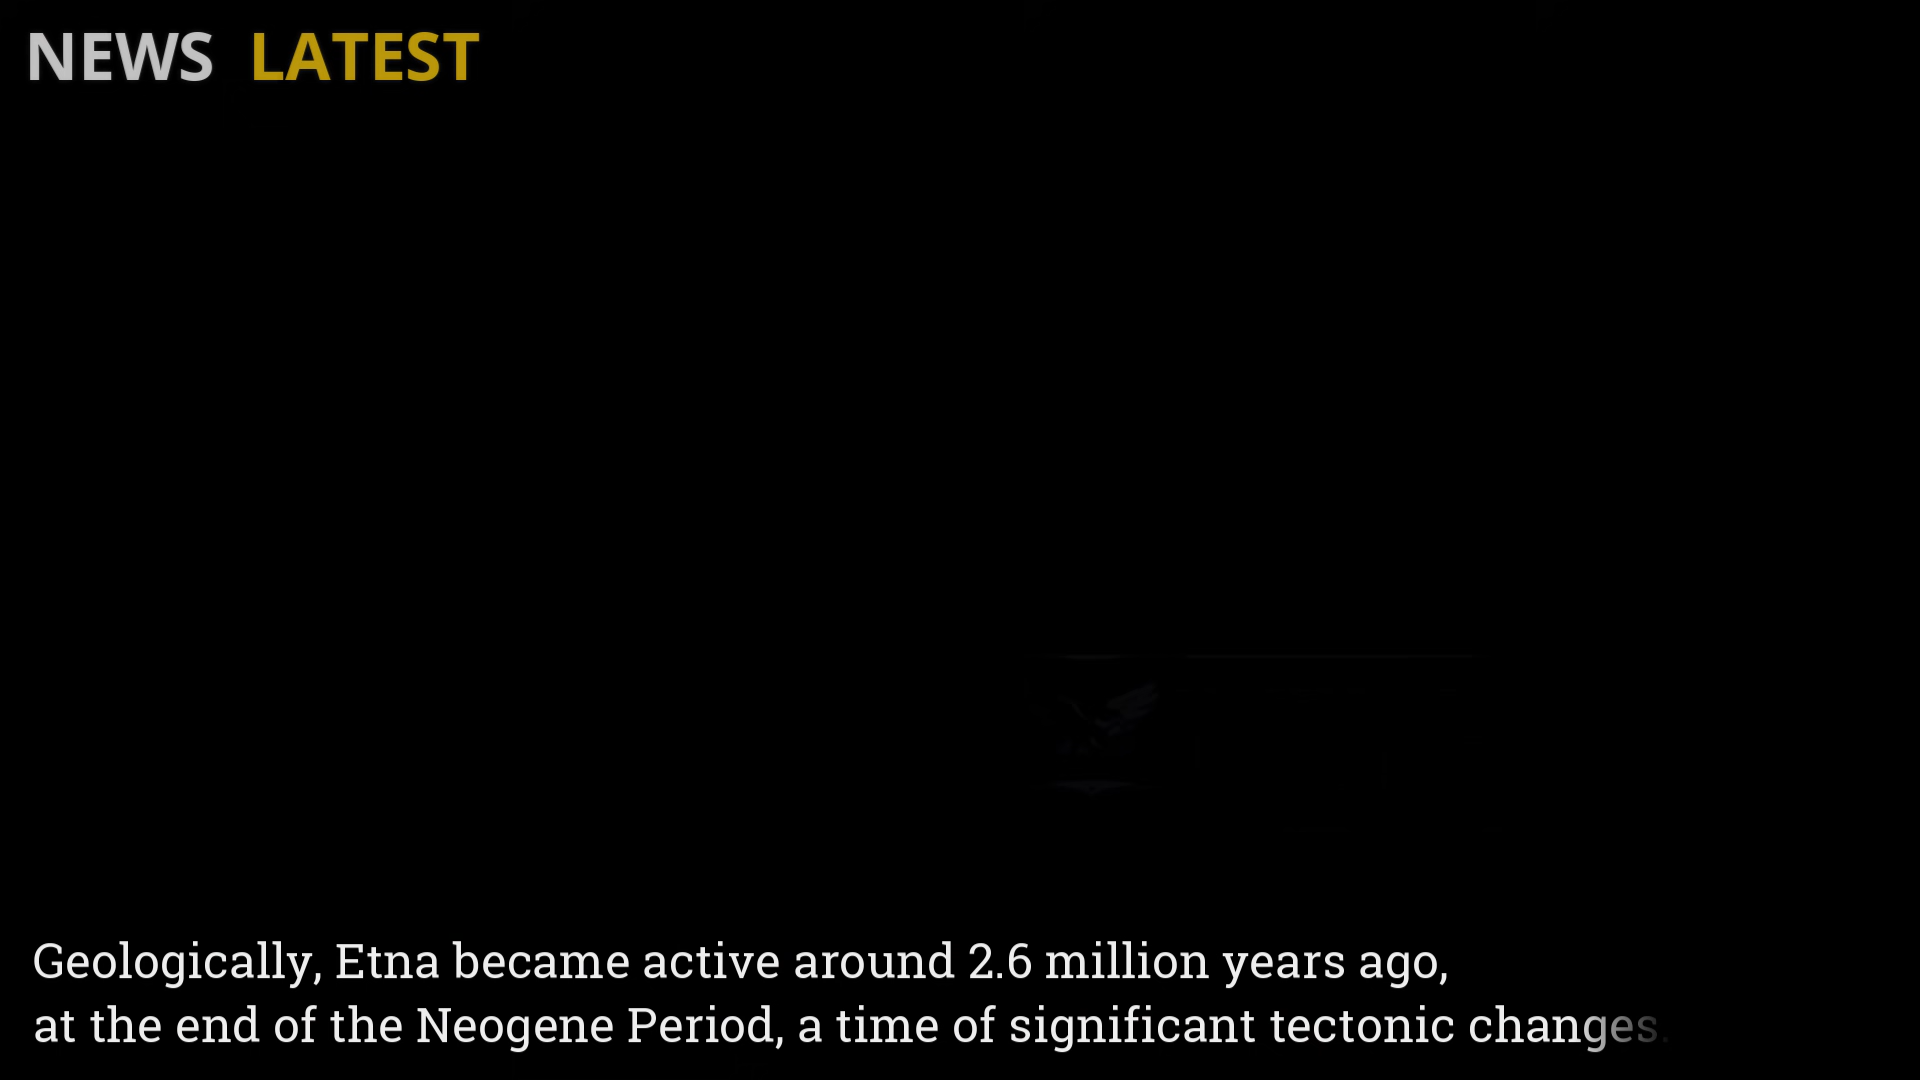 NEWS LATEST
Geologically, Etna became active around 2.6 million years ago,
at the end of the Neogene Period, a time of significant tectonic changes.